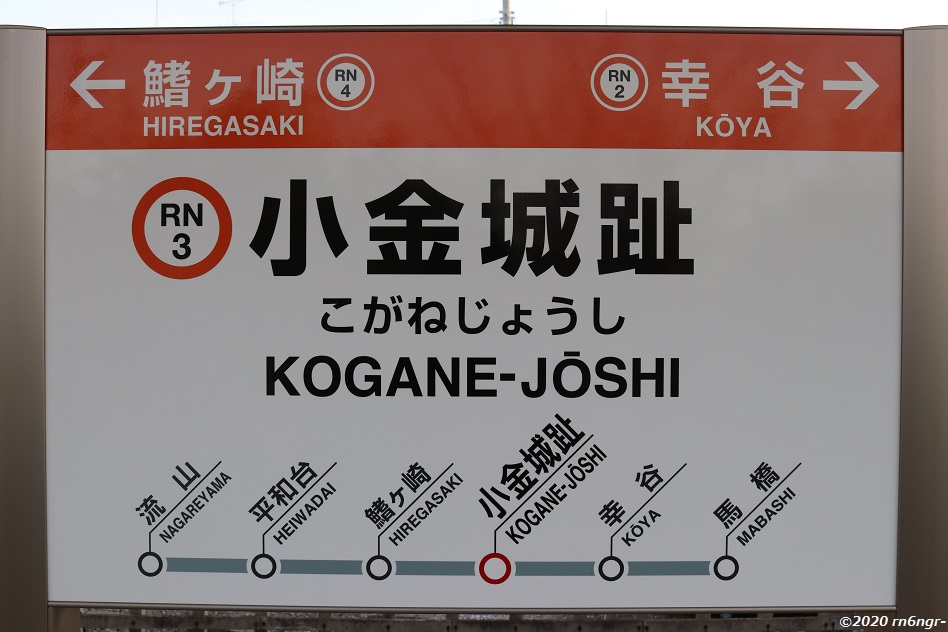 ← 鰭ヶ崎 RN 4
HIREGASAKI
RN 2 幸谷 →
KŌYA
RN 3 小金城趾
こがねじょうし
KOGANE-JŌSHI
流山
NAGAREYAMA
平和台
HEIWADAI
鰭ヶ崎
HIREGASAKI
小金城趾
KOGANE-JŌSHI
幸谷
KŌYA
馬橋
MABASHI
©2020 rn6ngr-